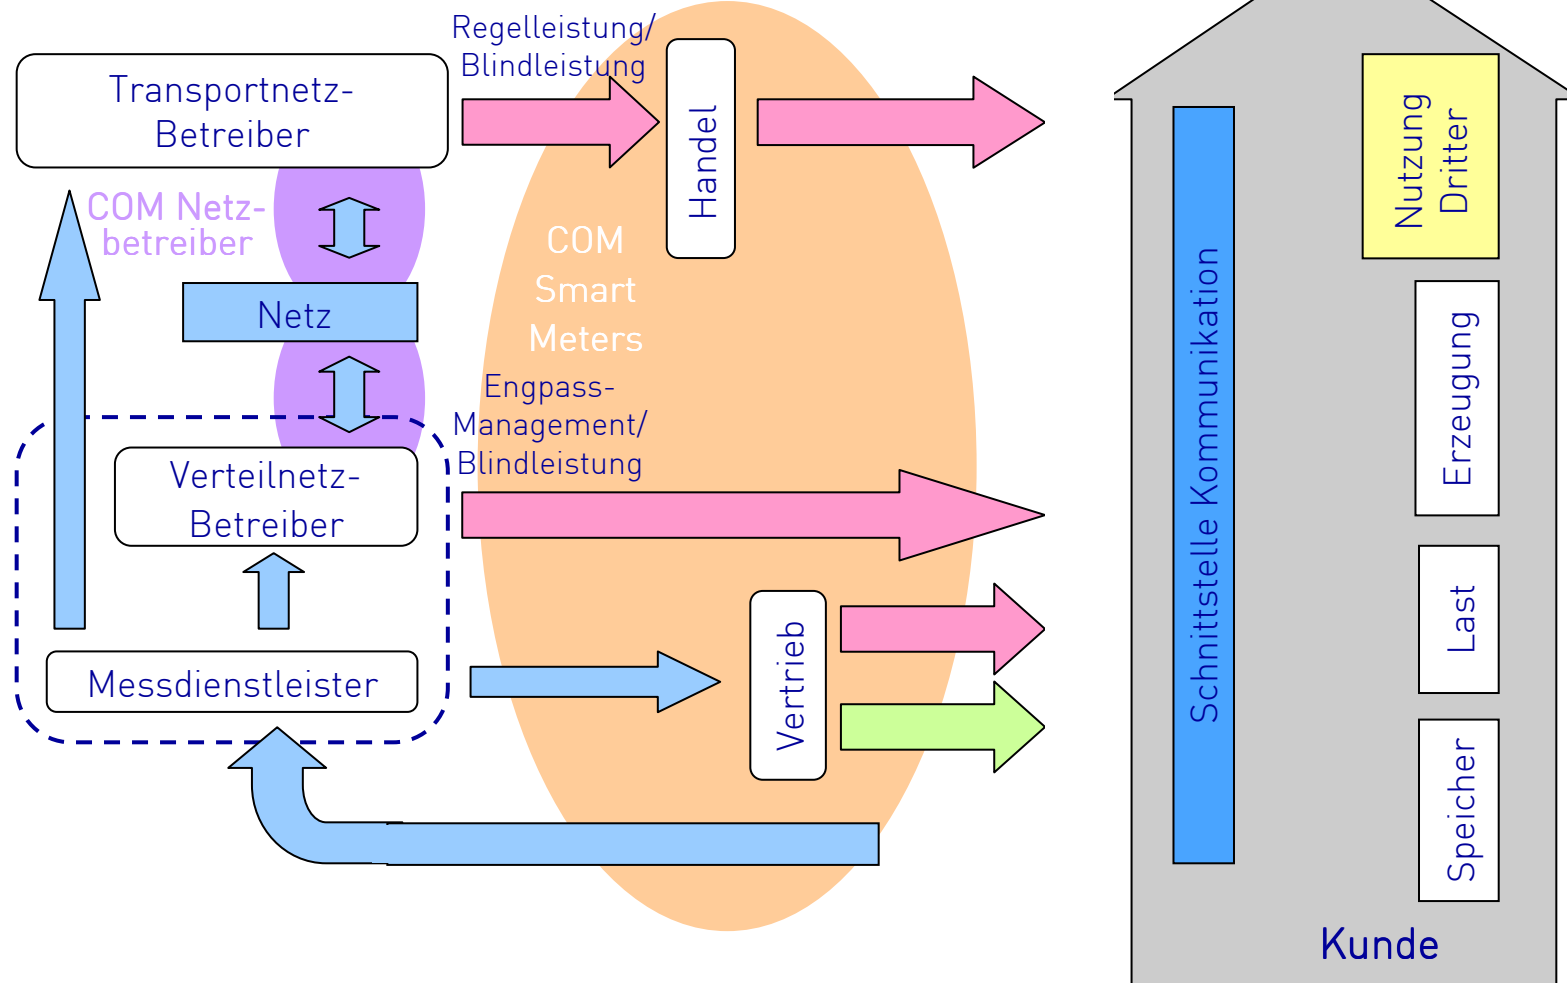 Regelleistung/
Blindleistung
Transportnetz-
Betreiber
Handel
Nutzung
Dritter
COM Netz-
betreiber
COM
Smart
Meters
Netz
Engpass-
Management/
Blindleistung
Verteilnetz-
Betreiber
Messdienstleister
Vertrieb
Schnittstelle Kommunikation
Erzeugung
Last
Speicher
Kunde